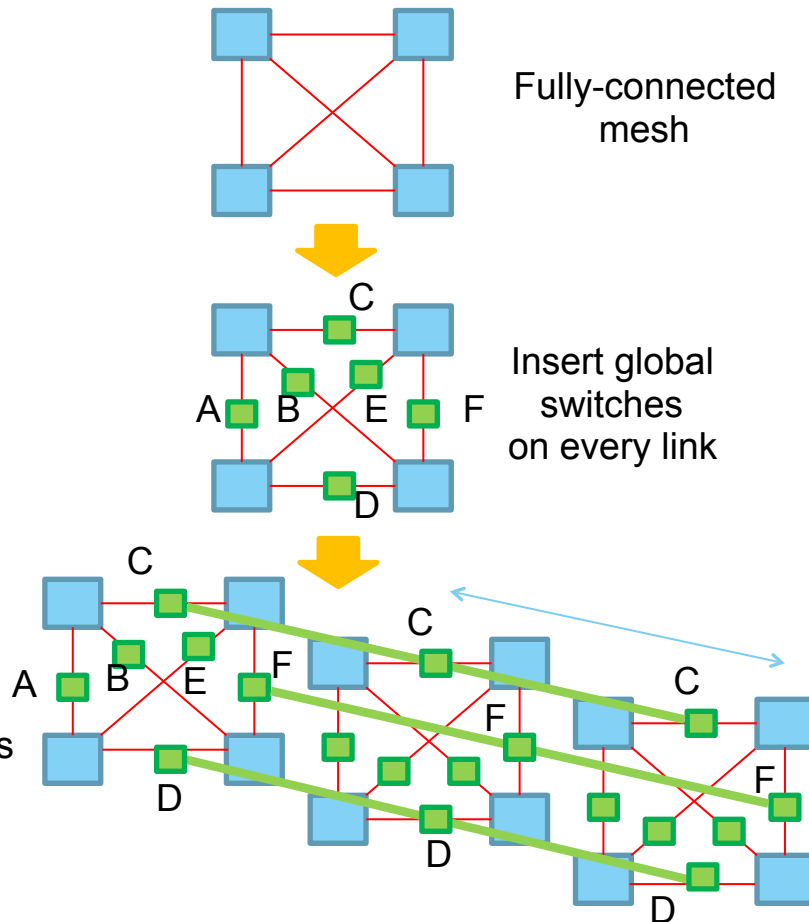 Fully-connected
mesh
C
Insert global
switches
on every link
A
B
E
F
D
C
C
A
B
E
F
C
F
s
D
F
D
D